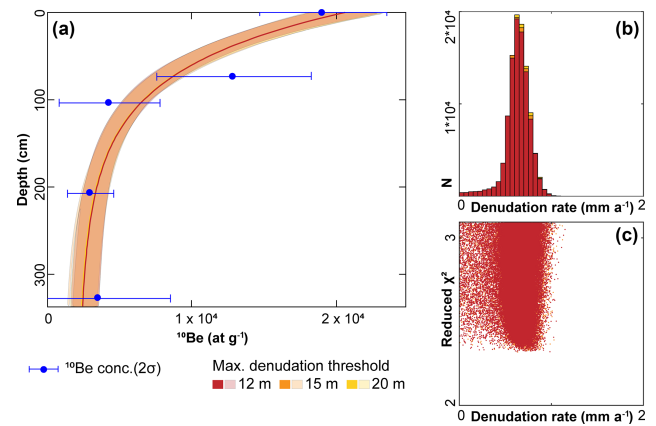 (a)
0
100
200
300
Depth (cm)
0
1 x 10⁴
2 x 10⁴
¹⁰Be (at g⁻¹)
¹⁰Be conc.(2σ)
Max. denudation threshold
12 m
15 m
20 m
(b)
2*10⁴
1*10⁴
N
0
2
Denudation rate (mm a⁻¹)
(c)
3
2
Reduced χ²
0
2
Denudation rate (mm a⁻¹)